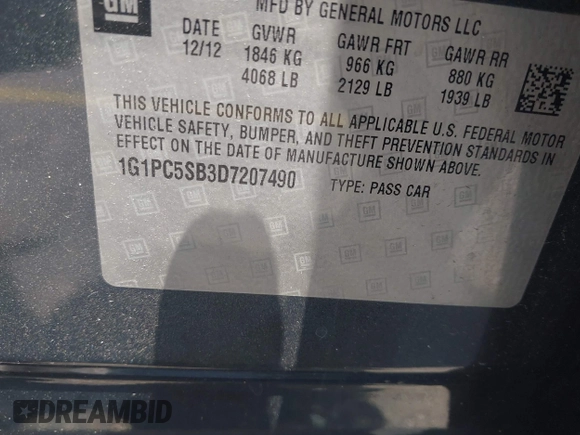 GM
MFD BY GENERAL MOTORS LLC
DATE GVWR GAWR FRT GAWR RR
12/12 1846 KG 966 KG 880 KG
4068 LB 2129 LB 1939 LB
THIS VEHICLE CONFORMS TO ALL APPLICABLE U.S. FEDERAL MOTOR
VEHICLE SAFETY, BUMPER, AND THEFT PREVENTION STANDARDS IN
EFFECT ON THE DATE OF MANUFACTURE SHOWN ABOVE.
1G1PC5SB3D7207490 TYPE: PASS CAR
DREAMBID